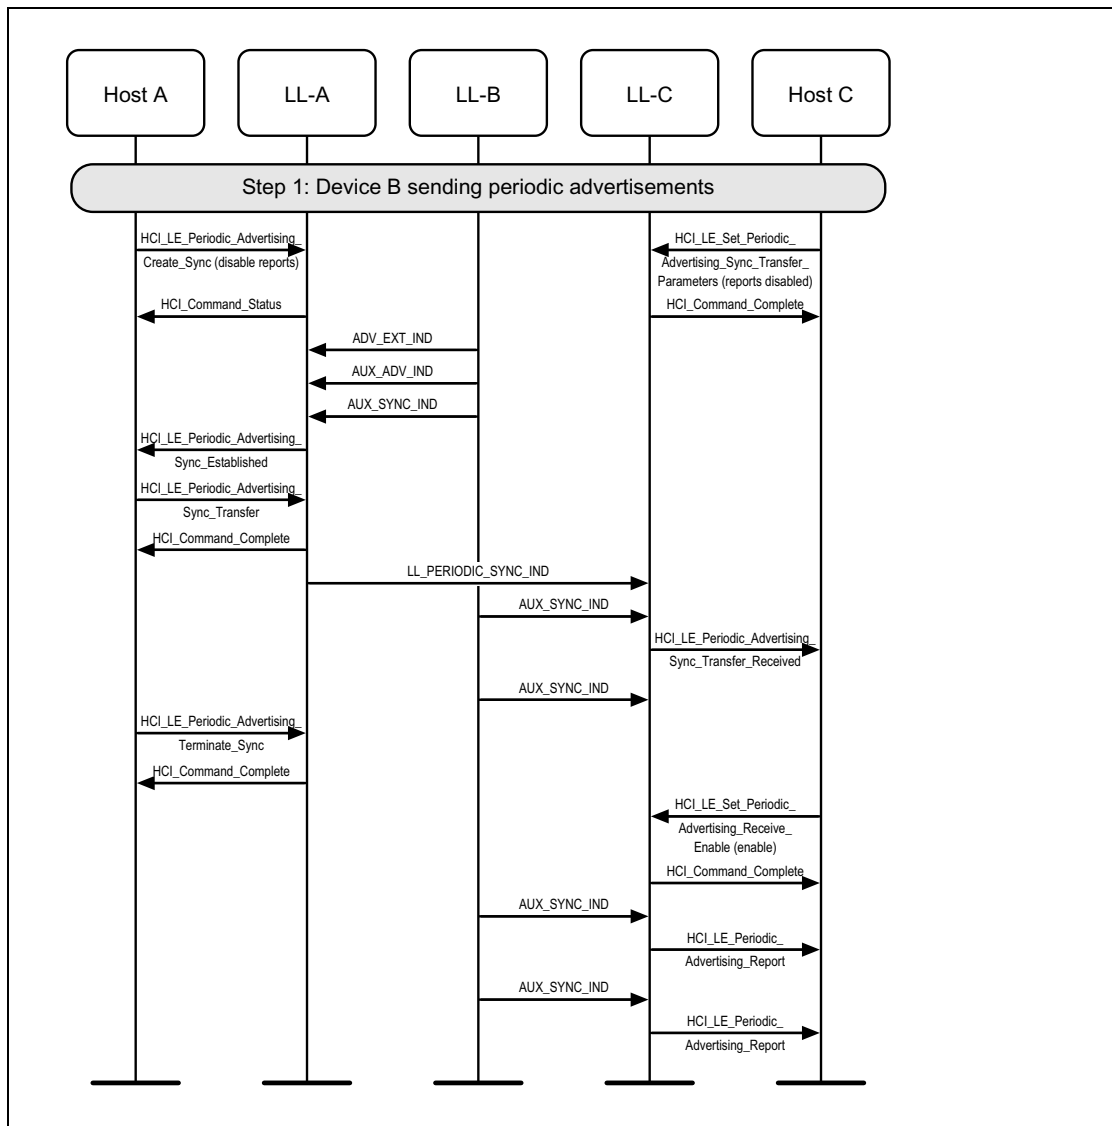 Host A
LL-A
LL-B
LL-C
Host C
Step 1: Device B sending periodic advertisements
HCI_LE_Periodic_Advertising_
Create_Sync (disable reports)
HCI_LE_Set_Periodic_
Advertising_Sync_Transfer_
Parameters (reports disabled)
HCI_Command_Status
HCI_Command_Complete
ADV_EXT_IND
AUX_ADV_IND
AUX_SYNC_IND
HCI_LE_Periodic_Advertising_
Sync_Established
HCI_LE_Periodic_Advertising_
Sync_Transfer
HCI_Command_Complete
LL_PERIODIC_SYNC_IND
AUX_SYNC_IND
HCI_LE_Periodic_Advertising_
Sync_Transfer_Received
AUX_SYNC_IND
HCI_LE_Periodic_Advertising_
Terminate_Sync
HCI_Command_Complete
HCI_LE_Set_Periodic_
Advertising_Receive_
Enable (enable)
HCI_Command_Complete
AUX_SYNC_IND
HCI_LE_Periodic_
Advertising_Report
AUX_SYNC_IND
HCI_LE_Periodic_
Advertising_Report